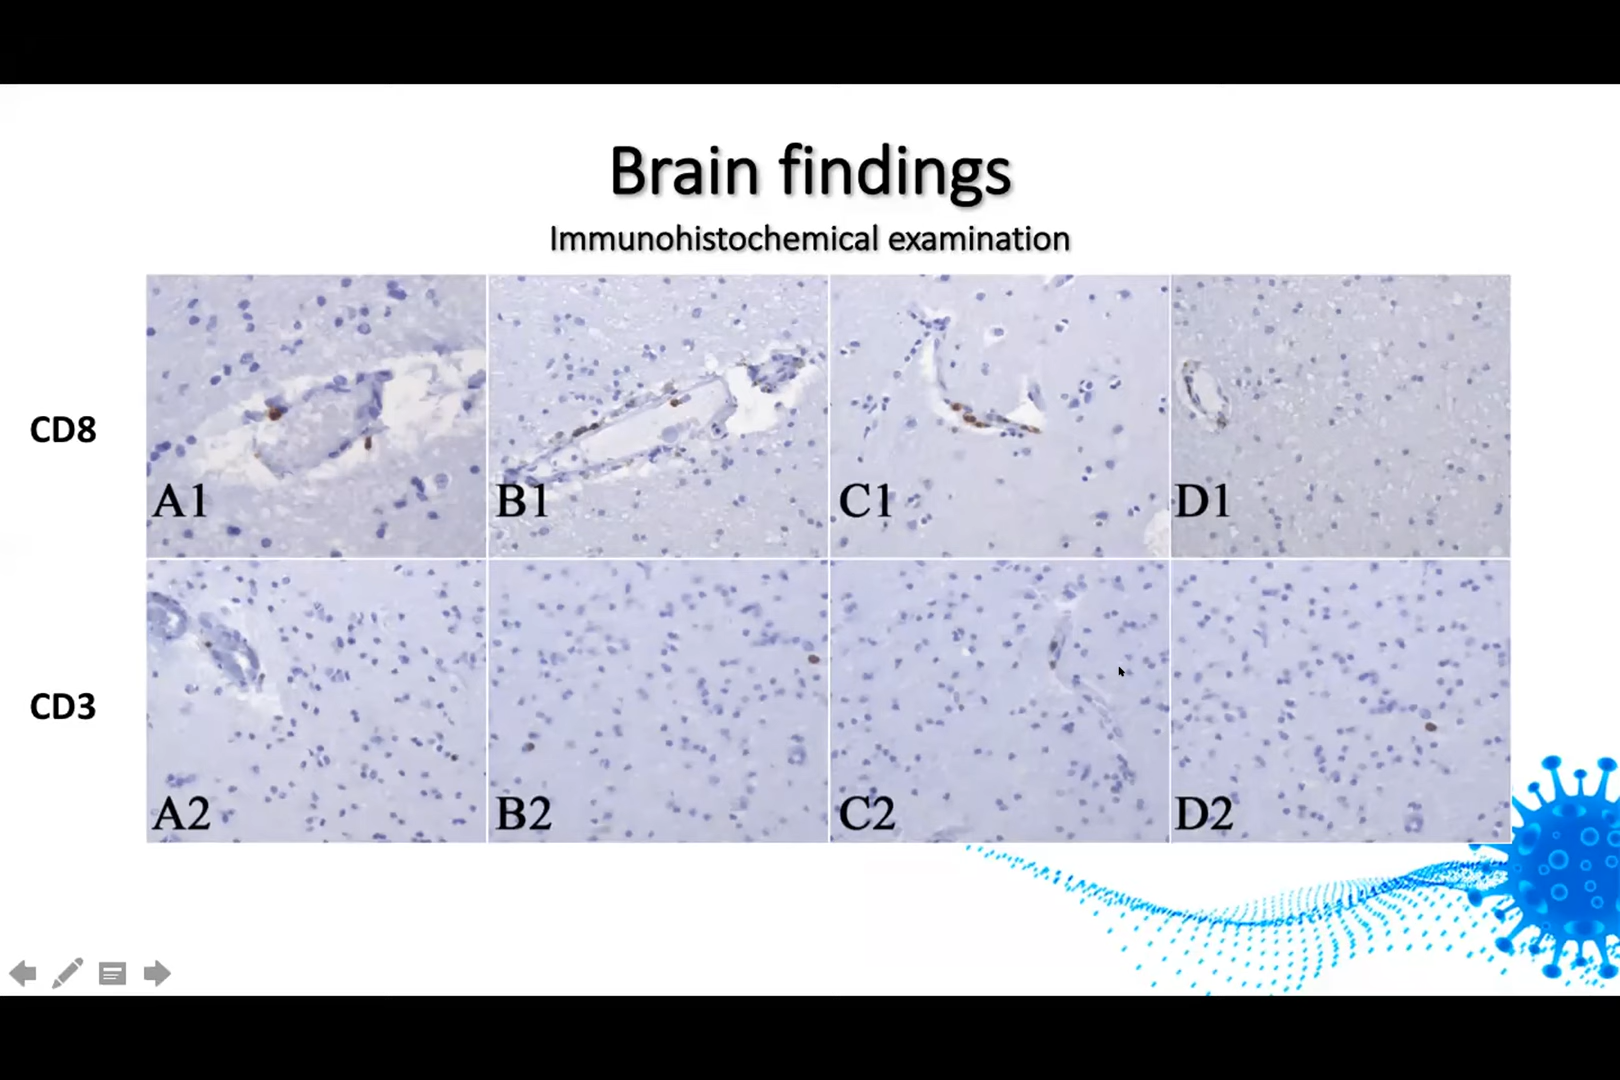 Brain findings
Immunohistochemical examination
CD8
A1
B1
C1
D1
CD3
A2
B2
C2
D2